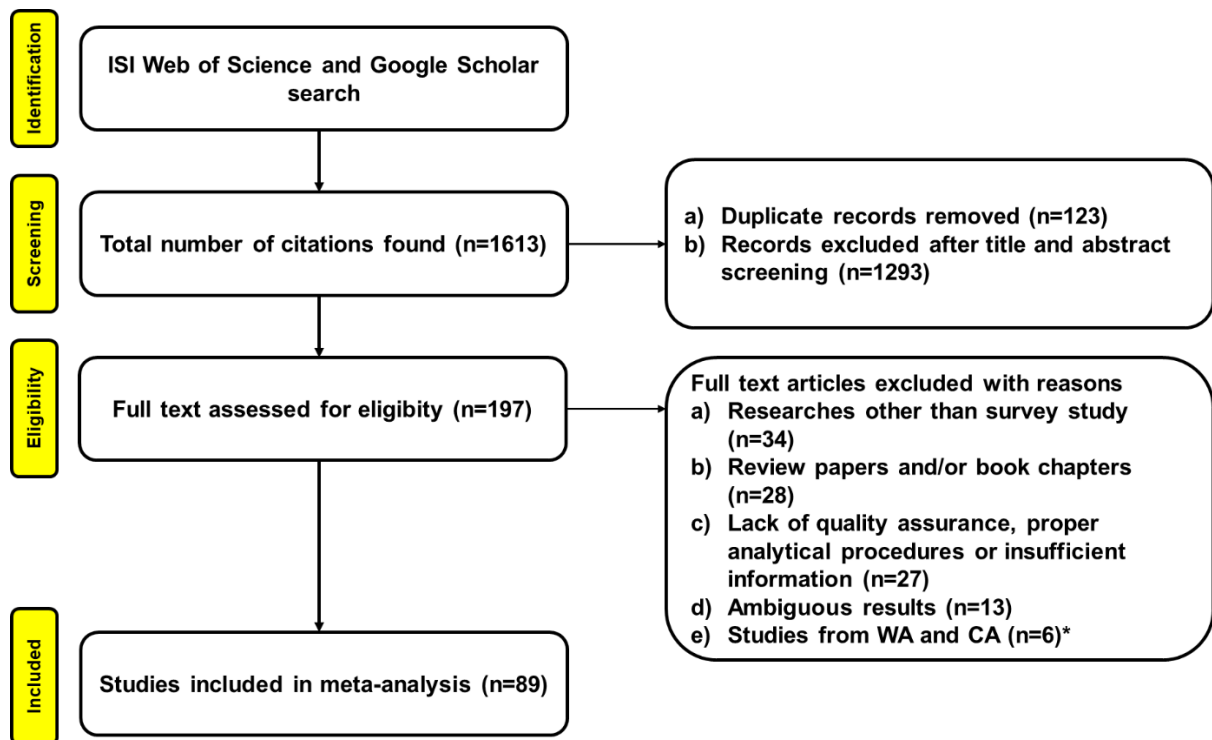 Identification
ISI Web of Science and Google Scholar
search
Screening
Total number of citations found (n=1613)
a) Duplicate records removed (n=123)
b) Records excluded after title and abstract
screening (n=1293)
Eligibility
Full text assessed for eligibity (n=197)
Full text articles excluded with reasons
a) Researches other than survey study
(n=34)
b) Review papers and/or book chapters
(n=28)
c) Lack of quality assurance, proper
analytical procedures or insufficient
information (n=27)
d) Ambiguous results (n=13)
e) Studies from WA and CA (n=6)*
Included
Studies included in meta-analysis (n=89)